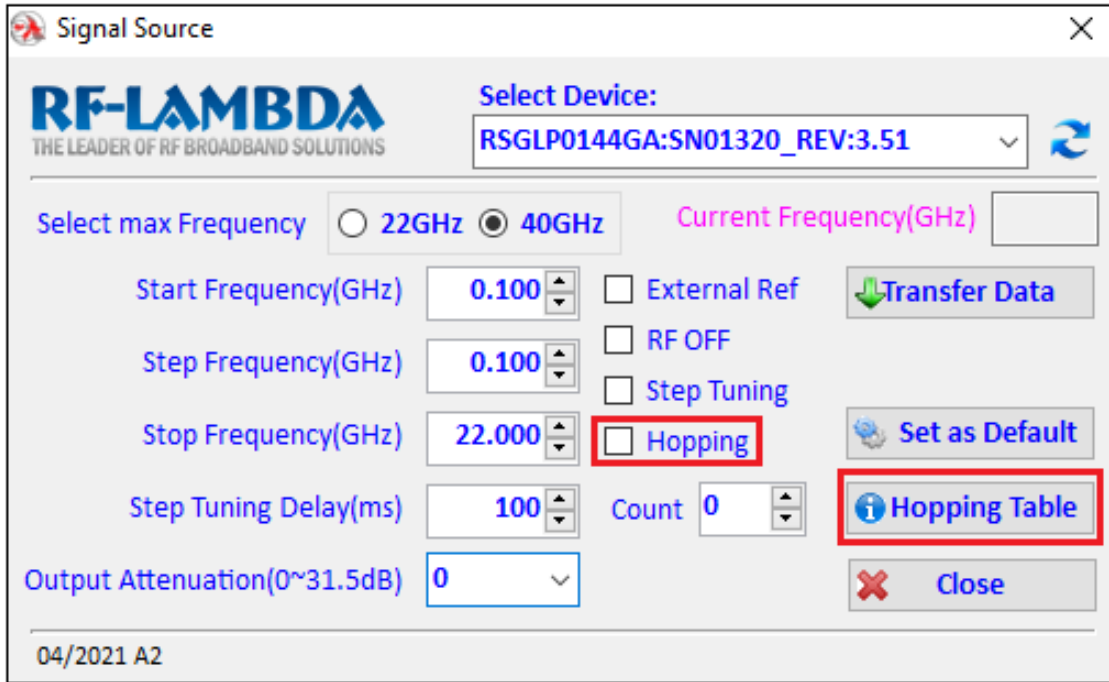 Signal Source
RF-LAMBDA
THE LEADER OF RF BROADBAND SOLUTIONS
Select Device:
RSGLP0144GA:SN01320_REV:3.51
Select max Frequency 22GHz 40GHz Current Frequency(GHz)
Start Frequency(GHz) 0.100 External Ref Transfer Data
RF OFF
Step Frequency(GHz) 0.100
Step Tuning
Stop Frequency(GHz) 22.000 Hopping Set as Default
Step Tuning Delay(ms) 100 Count 0 Hopping Table
Output Attenuation(0~31.5dB) 0 Close
04/2021 A2